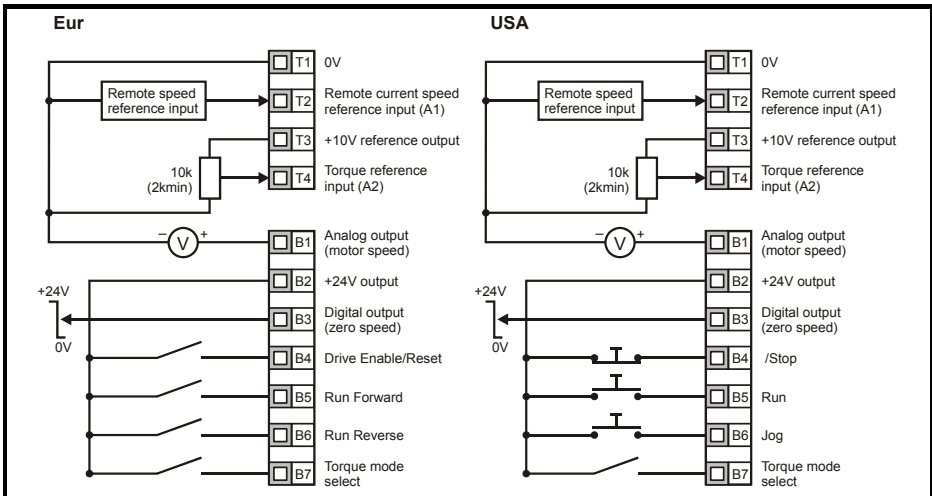 Eur
T1 0V
Remote speed
reference input
T2 Remote current speed
reference input (A1)
T3 +10V reference output
10k
(2kmin)
T4 Torque reference
input (A2)
− V +
B1 Analog output
(motor speed)
B2 +24V output
+24V
0V
B3 Digital output
(zero speed)
B4 Drive Enable/Reset
B5 Run Forward
B6 Run Reverse
B7 Torque mode
select
USA
T1 0V
Remote speed
reference input
T2 Remote current speed
reference input (A1)
T3 +10V reference output
10k
(2kmin)
T4 Torque reference
input (A2)
− V +
B1 Analog output
(motor speed)
B2 +24V output
+24V
0V
B3 Digital output
(zero speed)
B4 /Stop
B5 Run
B6 Jog
B7 Torque mode
select